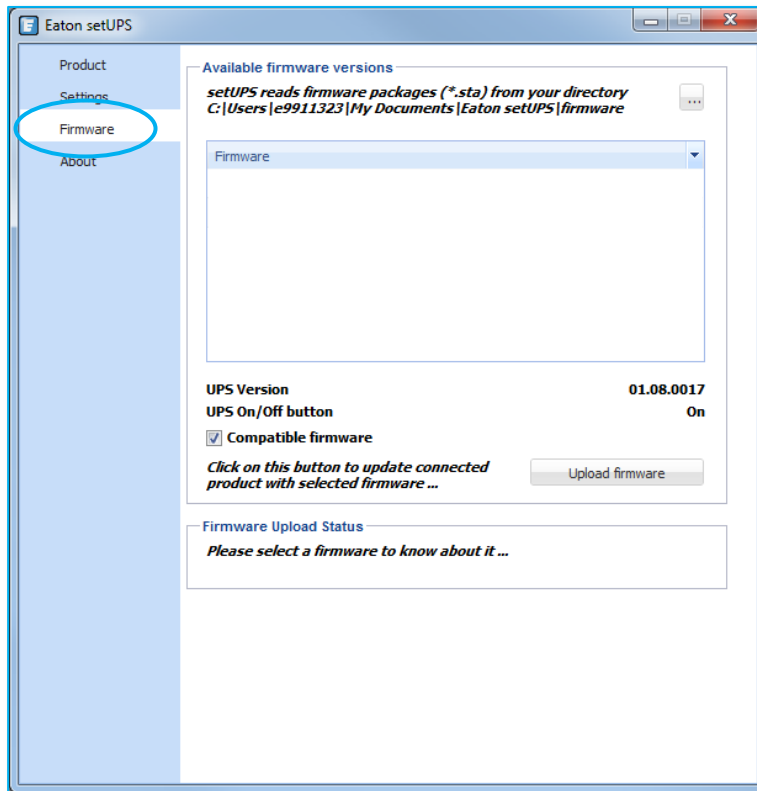 Eaton setUPS
Product
Settings
Firmware
About
Available firmware versions
setUPS reads firmware packages (*.sta) from your directory
C:|Users|e9911323|My Documents|Eaton setUPS|firmware
...
Firmware
UPS Version 01.08.0017
UPS On/Off button On
Compatible firmware
Click on this button to update connected
product with selected firmware ...
Upload firmware
Firmware Upload Status
Please select a firmware to know about it ...